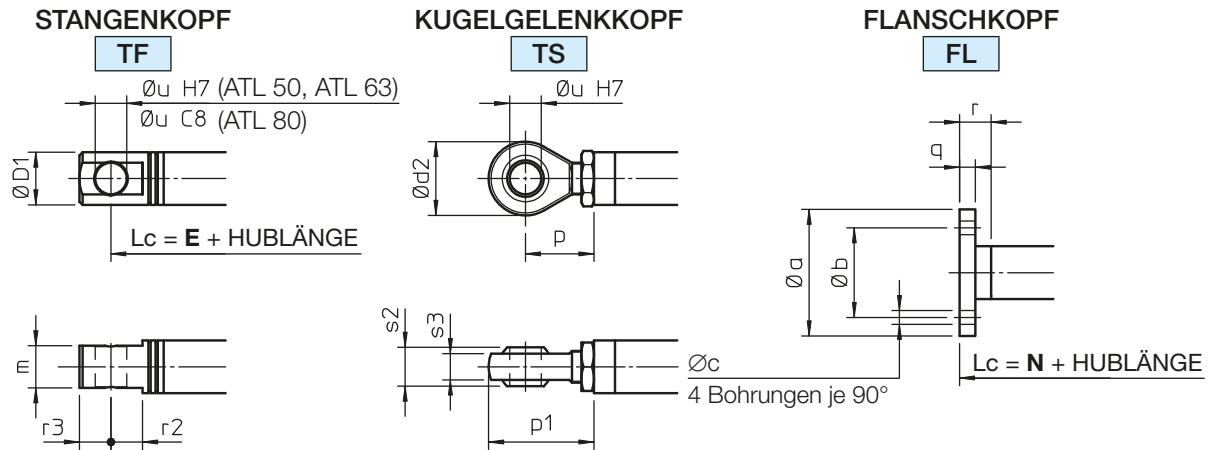 STANGENKOPF
TF
Øu H7 (ATL 50, ATL 63)
Øu C8 (ATL 80)
ØD1
Lc = E + HUBLÄNGE
m
r3
r2
KUGELGELENKKOPF
TS
Øu H7
Ød2
p
s2
s3
p1
FLANSCHKOPF
FL
r
q
Øa
Øb
Øc
4 Bohrungen je 90°
Lc = N + HUBLÄNGE